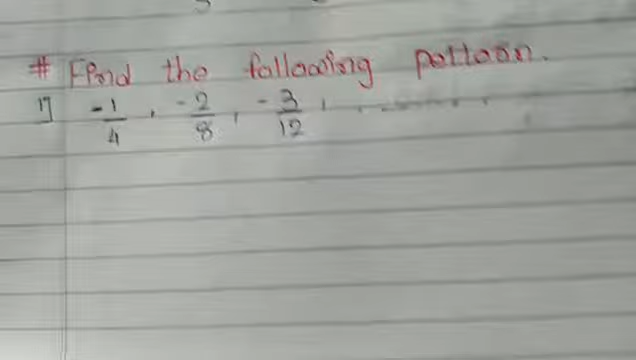 # Find the following pattern.
1] -1/4, -2/8, -3/12, .........